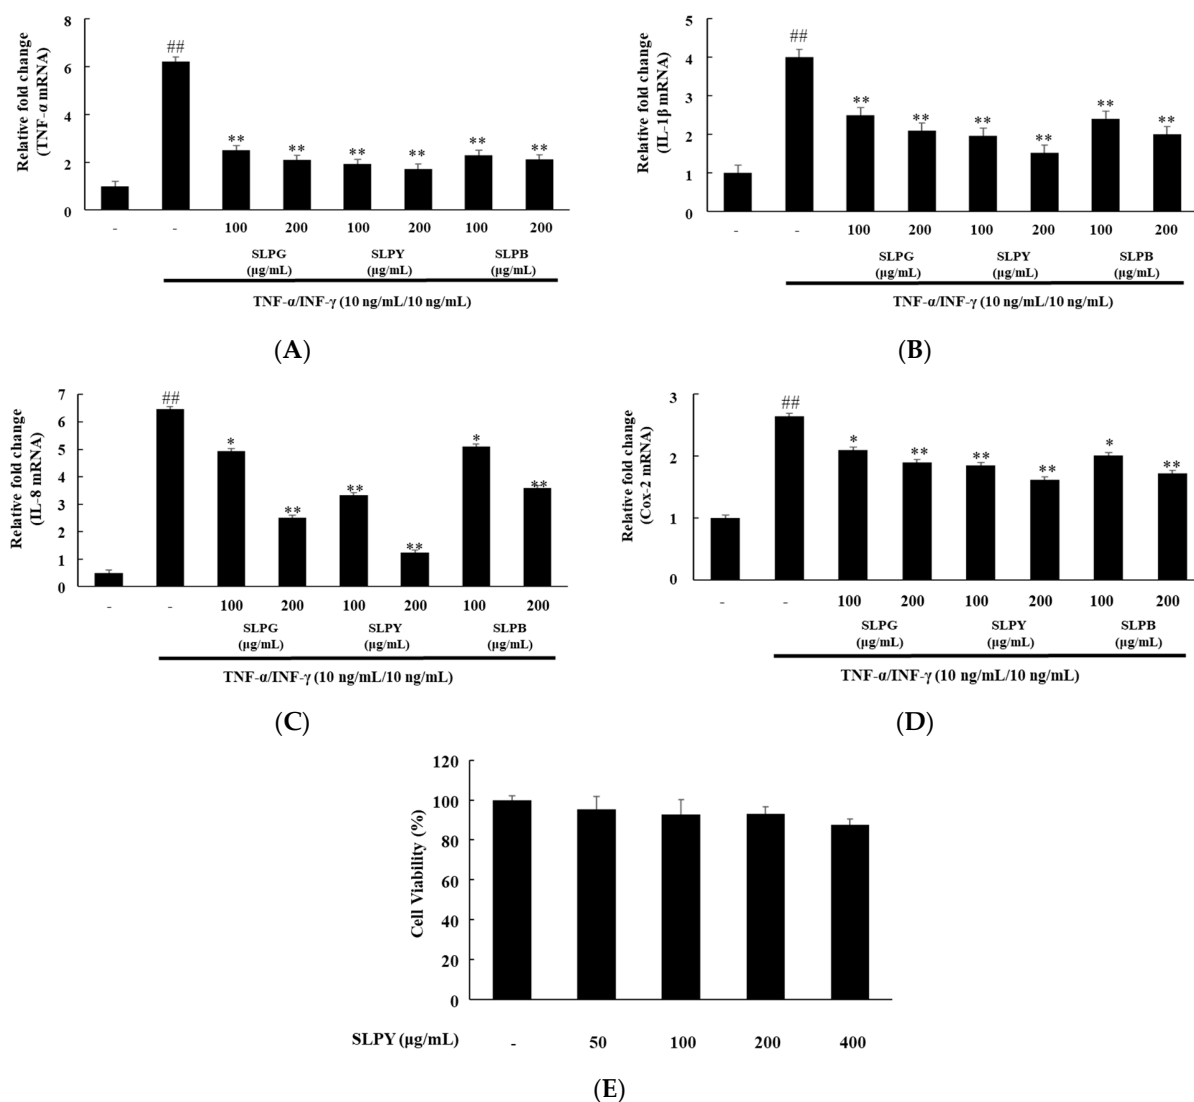 Relative fold change
(TNF-α mRNA)
8
6
4
2
0
##
**
**
**
**
**
**
-
-
100
200
100
200
100
200
SLPG
(μg/mL)
SLPY
(μg/mL)
SLPB
(μg/mL)
TNF-α/INF-γ (10 ng/mL/10 ng/mL)
(A)
Relative fold change
(IL-1β mRNA)
5
4
3
2
1
0
##
**
**
**
**
**
**
-
-
100
200
100
200
100
200
SLPG
(μg/mL)
SLPY
(μg/mL)
SLPB
(μg/mL)
TNF-α/INF-γ (10 ng/mL/10 ng/mL)
(B)
Relative fold change
(IL-8 mRNA)
7
6
5
4
3
2
1
0
##
*
**
**
**
*
**
-
-
100
200
100
200
100
200
SLPG
(μg/mL)
SLPY
(μg/mL)
SLPB
(μg/mL)
TNF-α/INF-γ (10 ng/mL/10 ng/mL)
(C)
Relative fold change
(Cox-2 mRNA)
3
2
1
0
##
*
**
**
**
*
**
-
-
100
200
100
200
100
200
SLPG
(μg/mL)
SLPY
(μg/mL)
SLPB
(μg/mL)
TNF-α/INF-γ (10 ng/mL/10 ng/mL)
(D)
Cell Viability (%)
120
100
80
60
40
20
0
SLPY (μg/mL)
-
50
100
200
400
(E)